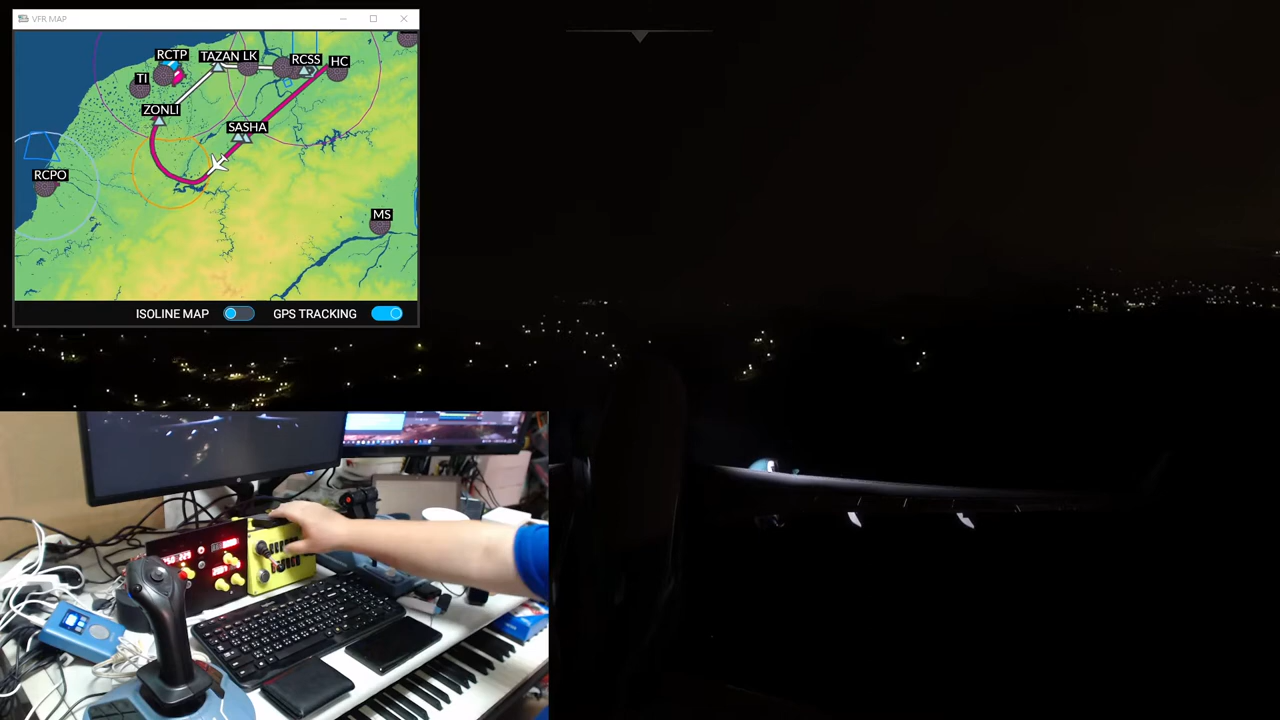 VFR MAP
RCTP
TAZAN LK
RCSS
HC
TI
ZONLI
SASHA
RCPO
MS
ISOLINE MAP
GPS TRACKING